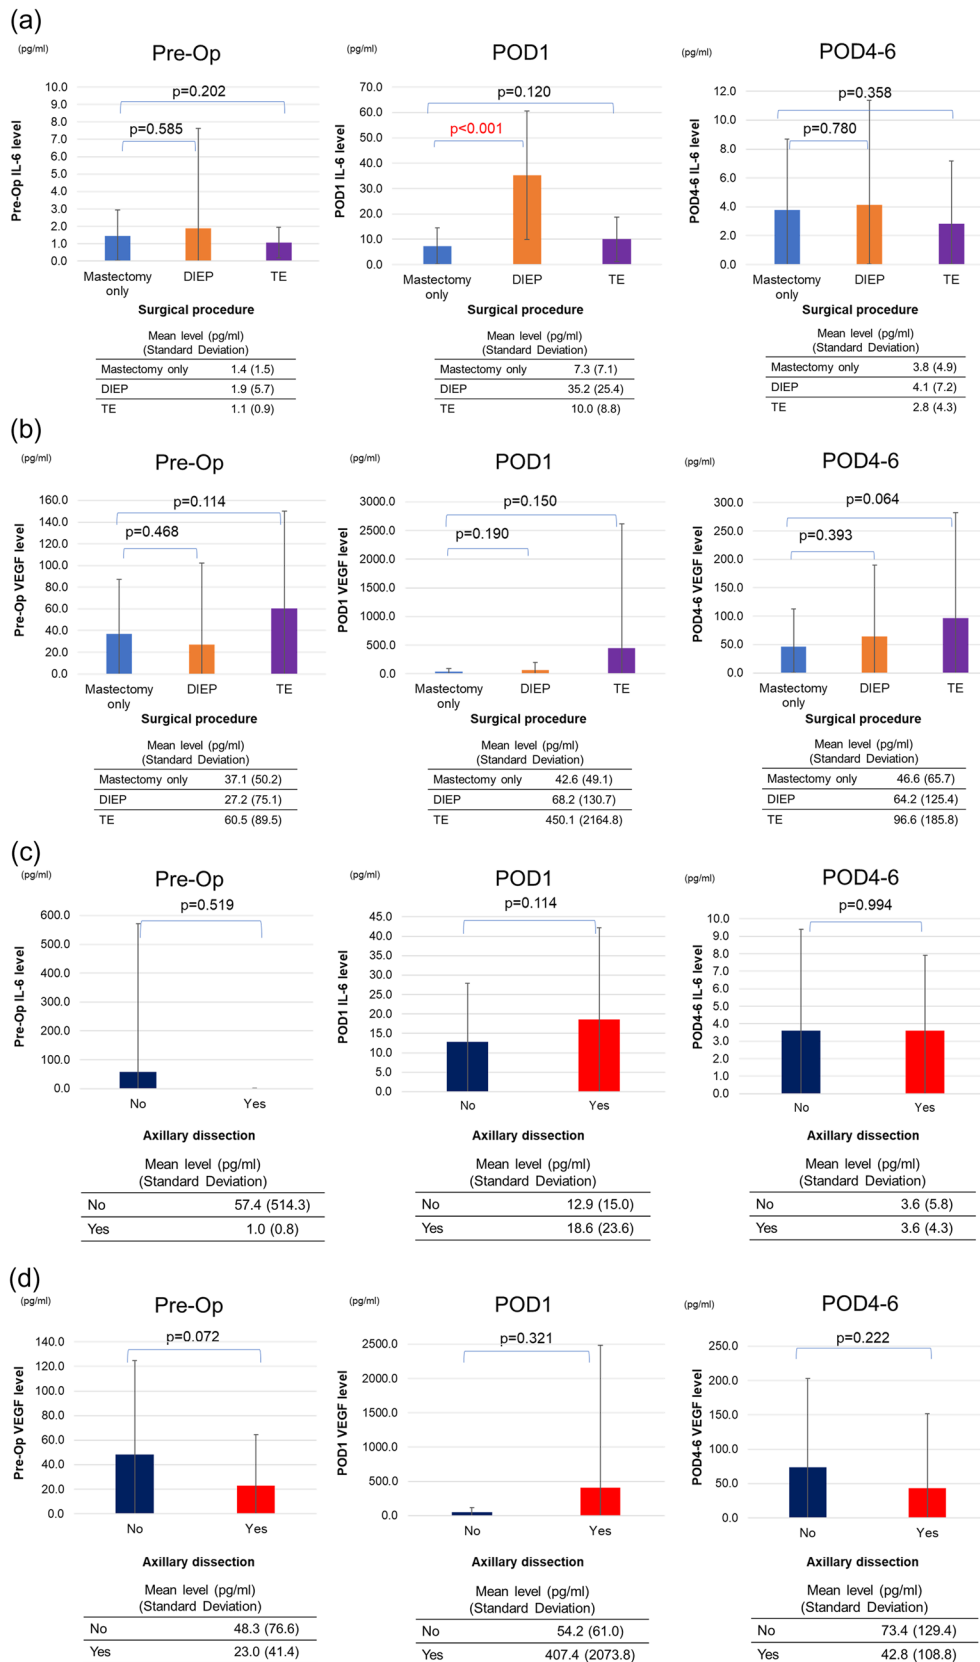 (a)
(pg/ml)
Pre-Op
10.0
9.0
8.0
7.0
6.0
5.0
4.0
3.0
2.0
1.0
0.0
Pre-Op IL-6 level
p=0.202
p=0.585
Mastectomy only
DIEP
TE
Surgical procedure
Mean level (pg/ml)
(Standard Deviation)
Mastectomy only 1.4 (1.5)
DIEP 1.9 (5.7)
TE 1.1 (0.9)
(pg/ml)
POD1
70.0
60.0
50.0
40.0
30.0
20.0
10.0
0.0
POD1 IL-6 level
p=0.120
p<0.001
Mastectomy only
DIEP
TE
Surgical procedure
Mean level (pg/ml)
(Standard Deviation)
Mastectomy only 7.3 (7.1)
DIEP 35.2 (25.4)
TE 10.0 (8.8)
(pg/ml)
POD4-6
12.0
10.0
8.0
6.0
4.0
2.0
0.0
POD4-6 IL-6 level
p=0.358
p=0.780
Mastectomy only
DIEP
TE
Surgical procedure
Mean level (pg/ml)
(Standard Deviation)
Mastectomy only 3.8 (4.9)
DIEP 4.1 (7.2)
TE 2.8 (4.3)
(b)
(pg/ml)
Pre-Op
160.0
140.0
120.0
100.0
80.0
60.0
40.0
20.0
0.0
Pre-Op VEGF level
p=0.114
p=0.468
Mastectomy only
DIEP
TE
Surgical procedure
Mean level (pg/ml)
(Standard Deviation)
Mastectomy only 37.1 (50.2)
DIEP 27.2 (75.1)
TE 60.5 (89.5)
(pg/ml)
POD1
3000.0
2500.0
2000.0
1500.0
1000.0
500.0
0.0
POD1 VEGF level
p=0.150
p=0.190
Mastectomy only
DIEP
TE
Surgical procedure
Mean level (pg/ml)
(Standard Deviation)
Mastectomy only 42.6 (49.1)
DIEP 68.2 (130.7)
TE 450.1 (2164.8)
(pg/ml)
POD4-6
300.0
250.0
200.0
150.0
100.0
50.0
0.0
POD4-6 VEGF level
p=0.064
p=0.393
Mastectomy only
DIEP
TE
Surgical procedure
Mean level (pg/ml)
(Standard Deviation)
Mastectomy only 46.6 (65.7)
DIEP 64.2 (125.4)
TE 96.6 (185.8)
(c)
(pg/ml)
Pre-Op
600.0
500.0
400.0
300.0
200.0
100.0
0.0
Pre-Op IL-6 level
p=0.519
No
Yes
Axillary dissection
Mean level (pg/ml)
(Standard Deviation)
No 57.4 (514.3)
Yes 1.0 (0.8)
(pg/ml)
POD1
45.0
40.0
35.0
30.0
25.0
20.0
15.0
10.0
5.0
0.0
POD1 IL-6 level
p=0.114
No
Yes
Axillary dissection
Mean level (pg/ml)
(Standard Deviation)
No 12.9 (15.0)
Yes 18.6 (23.6)
(pg/ml)
POD4-6
10.0
9.0
8.0
7.0
6.0
5.0
4.0
3.0
2.0
1.0
0.0
POD4-6 IL-6 level
p=0.994
No
Yes
Axillary dissection
Mean level (pg/ml)
(Standard Deviation)
No 3.6 (5.8)
Yes 3.6 (4.3)
(d)
(pg/ml)
Pre-Op
140.0
120.0
100.0
80.0
60.0
40.0
20.0
0.0
Pre-Op VEGF level
p=0.072
No
Yes
Axillary dissection
Mean level (pg/ml)
(Standard Deviation)
No 48.3 (76.6)
Yes 23.0 (41.4)
(pg/ml)
POD1
2500.0
2000.0
1500.0
1000.0
500.0
0.0
POD1 VEGF level
p=0.321
No
Yes
Axillary dissection
Mean level (pg/ml)
(Standard Deviation)
No 54.2 (61.0)
Yes 407.4 (2073.8)
(pg/ml)
POD4-6
250.0
200.0
150.0
100.0
50.0
0.0
POD4-6 VEGF level
p=0.222
No
Yes
Axillary dissection
Mean level (pg/ml)
(Standard Deviation)
No 73.4 (129.4)
Yes 42.8 (108.8)